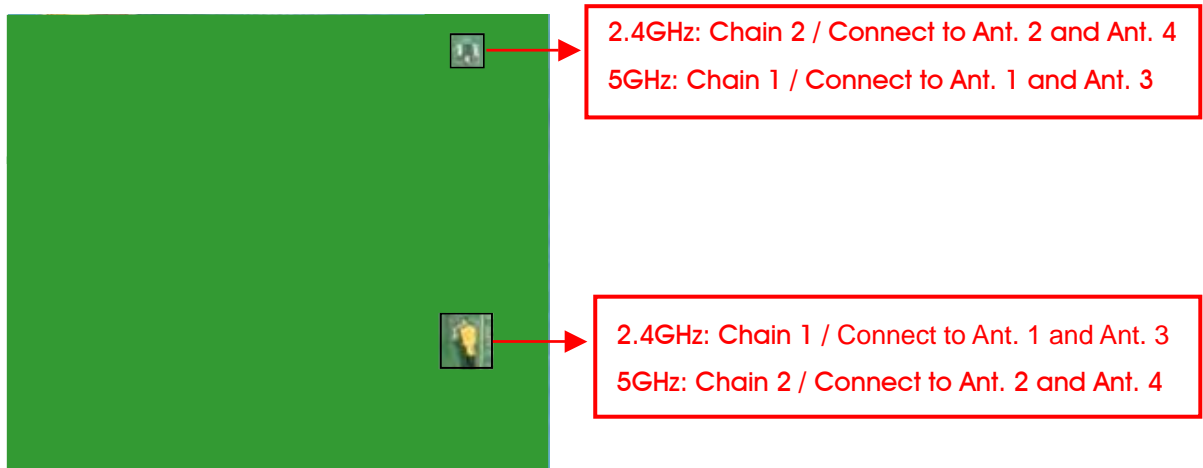 2.4GHz: Chain 2 / Connect to Ant. 2 and Ant. 4
5GHz: Chain 1 / Connect to Ant. 1 and Ant. 3
2.4GHz: Chain 1 / Connect to Ant. 1 and Ant. 3
5GHz: Chain 2 / Connect to Ant. 2 and Ant. 4